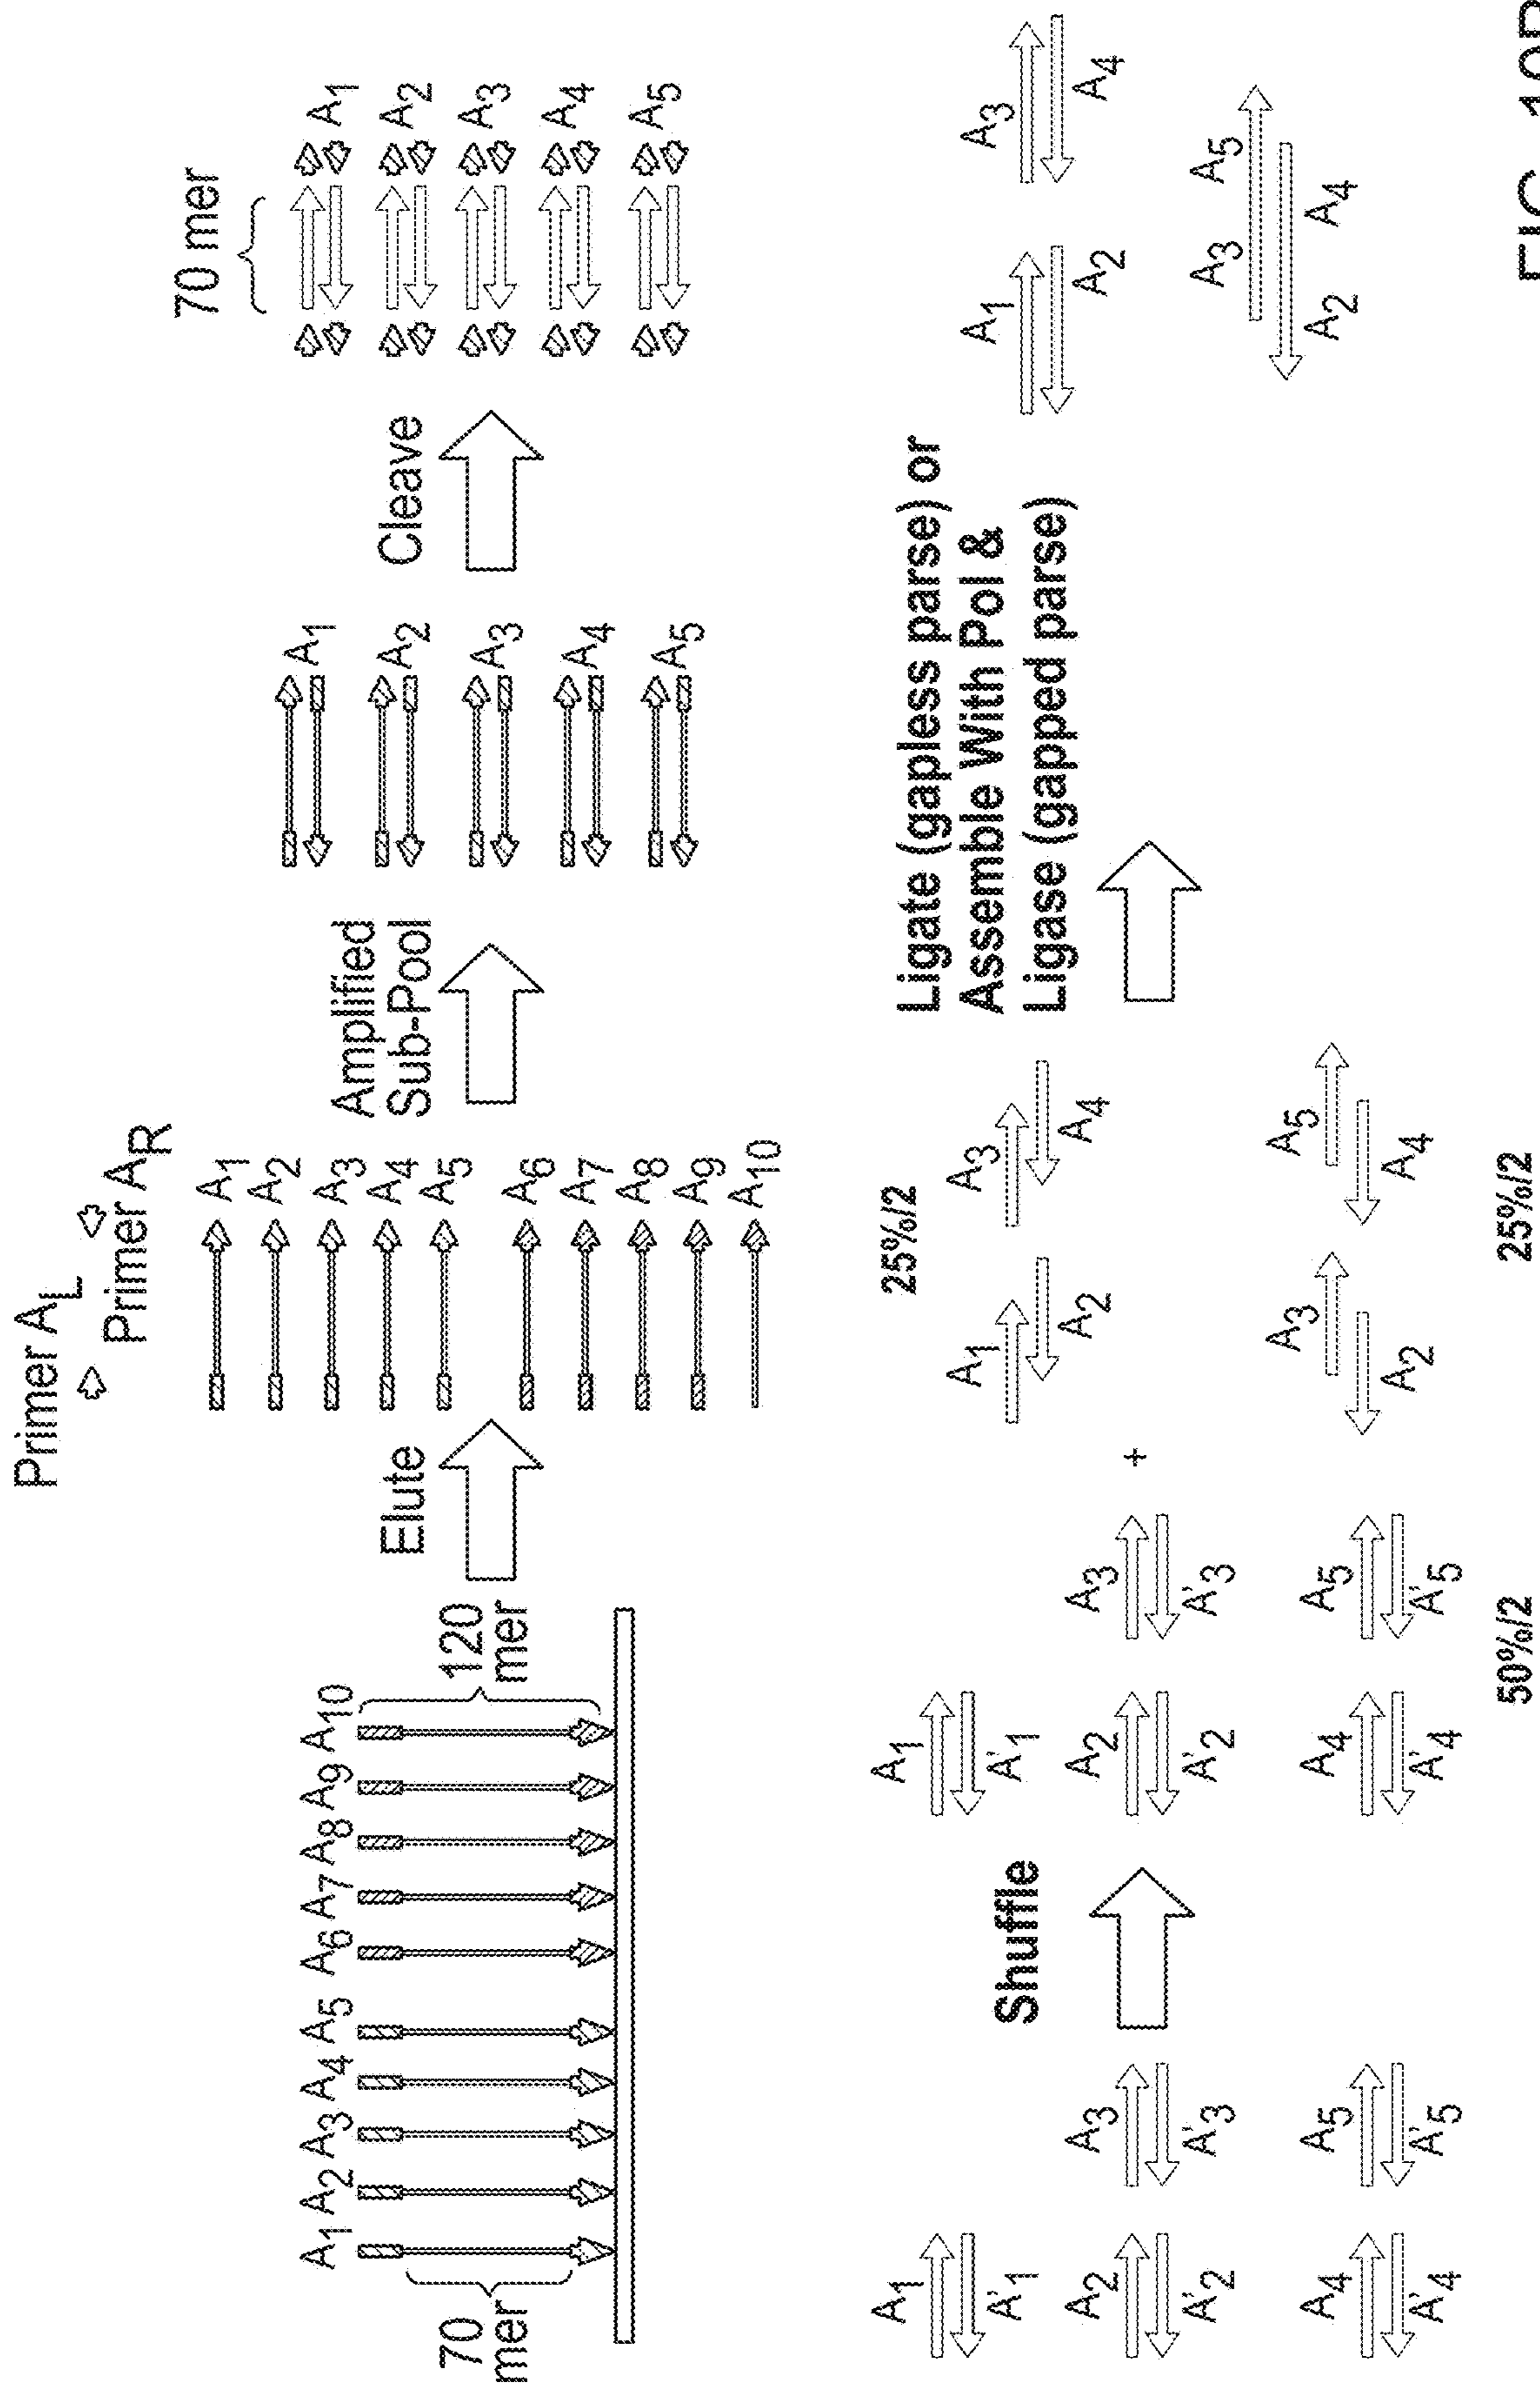 Primer A_L
Primer A_R
A1 A2 A3 A4 A5 A6 A7 A8 A9 A10
70
mer
120
mer
Elute
A1
A2
A3
A4
A5
A6
A7
A8
A9
A10
Amplified
Sub-Pool
A1
A2
A3
A4
A5
Cleave
70 mer
A1
A2
A3
A4
A5
A1
A'1
A2
A'2
A3
A'3
A4
A'4
A5
A'5
Shuffle
A1
A'1
A2
A'2
A3
A'3
A4
A'4
A5
A'5
50%/2
+
25%/2
A1
A2
A3
A4
A3
A2
A5
A4
25%/2
Ligate (gapless parse) or
Assemble With Pol &
Ligase (gapped parse)
A1
A2
A3
A4
A3 A5
A2 A4